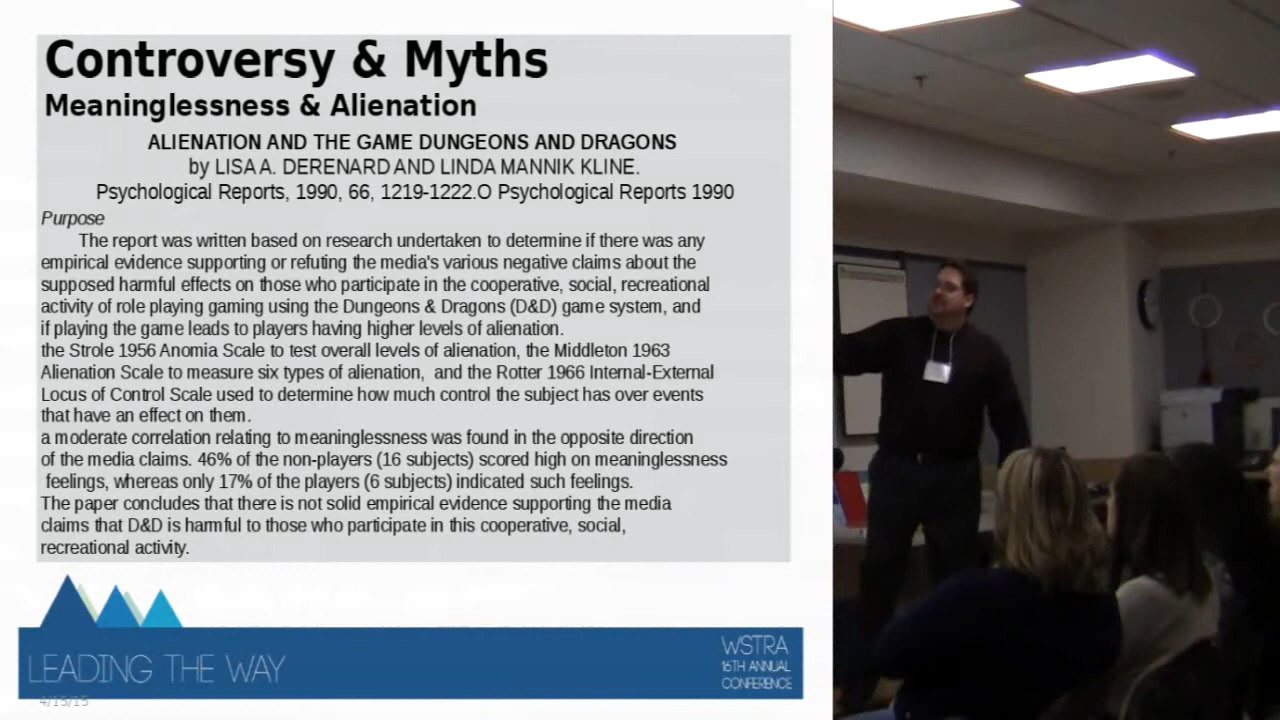 Controversy & Myths
Meaninglessness & Alienation
ALIENATION AND THE GAME DUNGEONS AND DRAGONS
by LISA A. DERENARD AND LINDA MANNIK KLINE.
Psychological Reports, 1990, 66, 1219-1222.O Psychological Reports 1990
Purpose
The report was written based on research undertaken to determine if there was any
empirical evidence supporting or refuting the media's various negative claims about the
supposed harmful effects on those who participate in the cooperative, social, recreational
activity of role playing gaming using the Dungeons & Dragons (D&D) game system, and
if playing the game leads to players having higher levels of alienation.
the Strole 1956 Anomia Scale to test overall levels of alienation, the Middleton 1963
Alienation Scale to measure six types of alienation, and the Rotter 1966 Internal-External
Locus of Control Scale used to determine how much control the subject has over events
that have an effect on them.
a moderate correlation relating to meaninglessness was found in the opposite direction
of the media claims. 46% of the non-players (16 subjects) scored high on meaninglessness
feelings, whereas only 17% of the players (6 subjects) indicated such feelings.
The paper concludes that there is not solid empirical evidence supporting the media
claims that D&D is harmful to those who participate in this cooperative, social,
recreational activity.
LEADING THE WAY
WSTRA
16TH ANNUAL
CONFERENCE
4/15/15